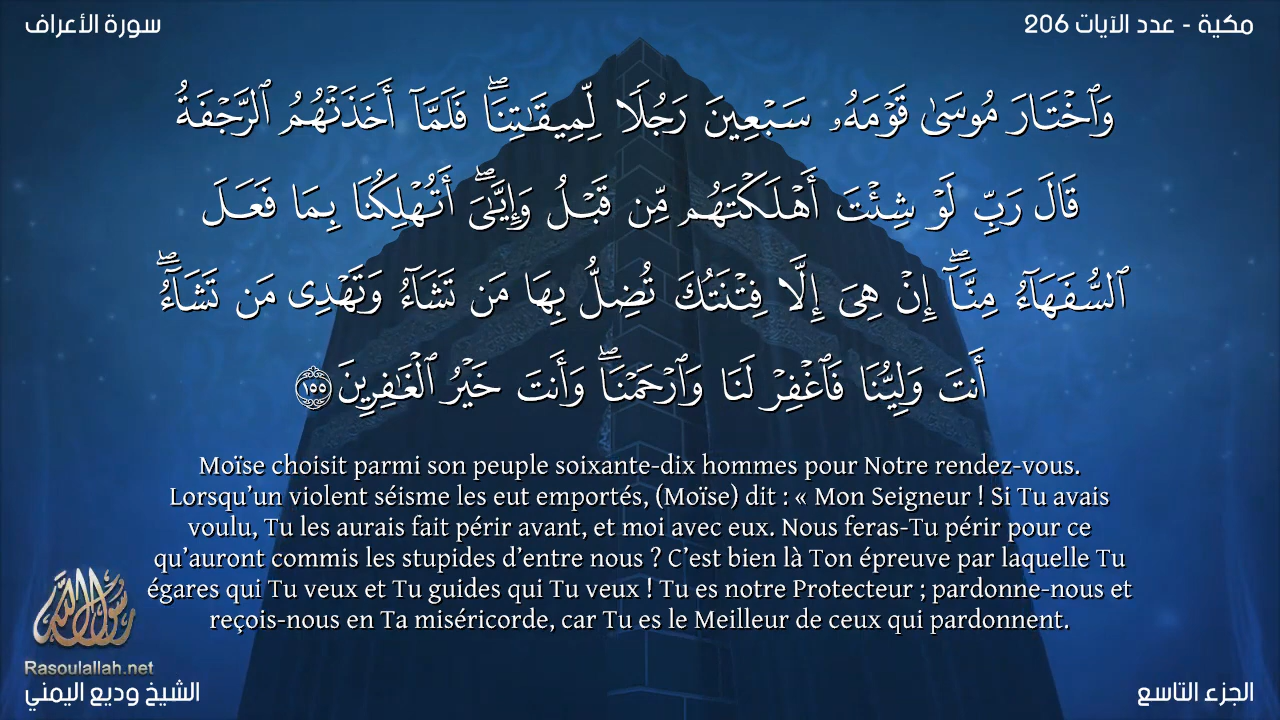 سورة الأعراف
مكية - عدد الآيات 206
وَٱخْتَارَ مُوسَىٰ قَوْمَهُۥ سَبْعِينَ رَجُلًا لِّمِيقَـٰتِنَا ۖ فَلَمَّآ أَخَذَتْهُمُ ٱلرَّجْفَةُ
قَالَ رَبِّ لَوْ شِئْتَ أَهْلَكْتَهُم مِّن قَبْلُ وَإِيَّـٰىَ ۖ أَتُهْلِكُنَا بِمَا فَعَلَ
ٱلسُّفَهَآءُ مِنَّآ ۖ إِنْ هِىَ إِلَّا فِتْنَتُكَ تُضِلُّ بِهَا مَن تَشَآءُ وَتَهْدِى مَن تَشَآءُ ۖ
أَنتَ وَلِيُّنَا فَٱغْفِرْ لَنَا وَٱرْحَمْنَا ۖ وَأَنتَ خَيْرُ ٱلْغَـٰفِرِينَ ١٥٥
Moïse choisit parmi son peuple soixante-dix hommes pour Notre rendez-vous.
Lorsqu’un violent séisme les eut emportés, (Moïse) dit : « Mon Seigneur ! Si Tu avais
voulu, Tu les aurais fait périr avant, et moi avec eux. Nous feras-Tu périr pour ce
qu’auront commis les stupides d’entre nous ? C’est bien là Ton épreuve par laquelle Tu
égares qui Tu veux et Tu guides qui Tu veux ! Tu es notre Protecteur ; pardonne-nous et
reçois-nous en Ta miséricorde, car Tu es le Meilleur de ceux qui pardonnent.
رسول الله
Rasoulallah.net
الشيخ وديع اليمني
الجزء التاسع